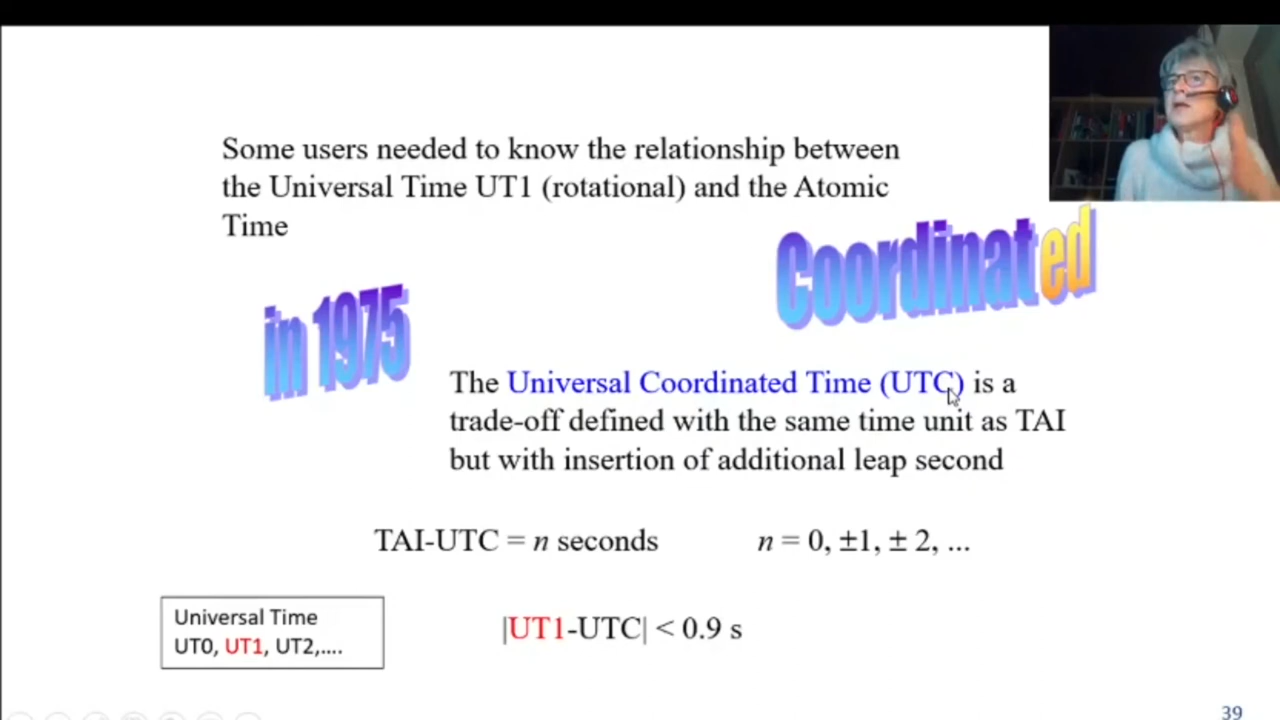 Some users needed to know the relationship between
the Universal Time UT1 (rotational) and the Atomic
Time
Coordinated
in 1975
The Universal Coordinated Time (UTC) is a
trade-off defined with the same time unit as TAI
but with insertion of additional leap second
TAI-UTC = n seconds n = 0, ±1, ± 2, ...
Universal Time
UT0, UT1, UT2,....
|UT1-UTC| < 0.9 s
39